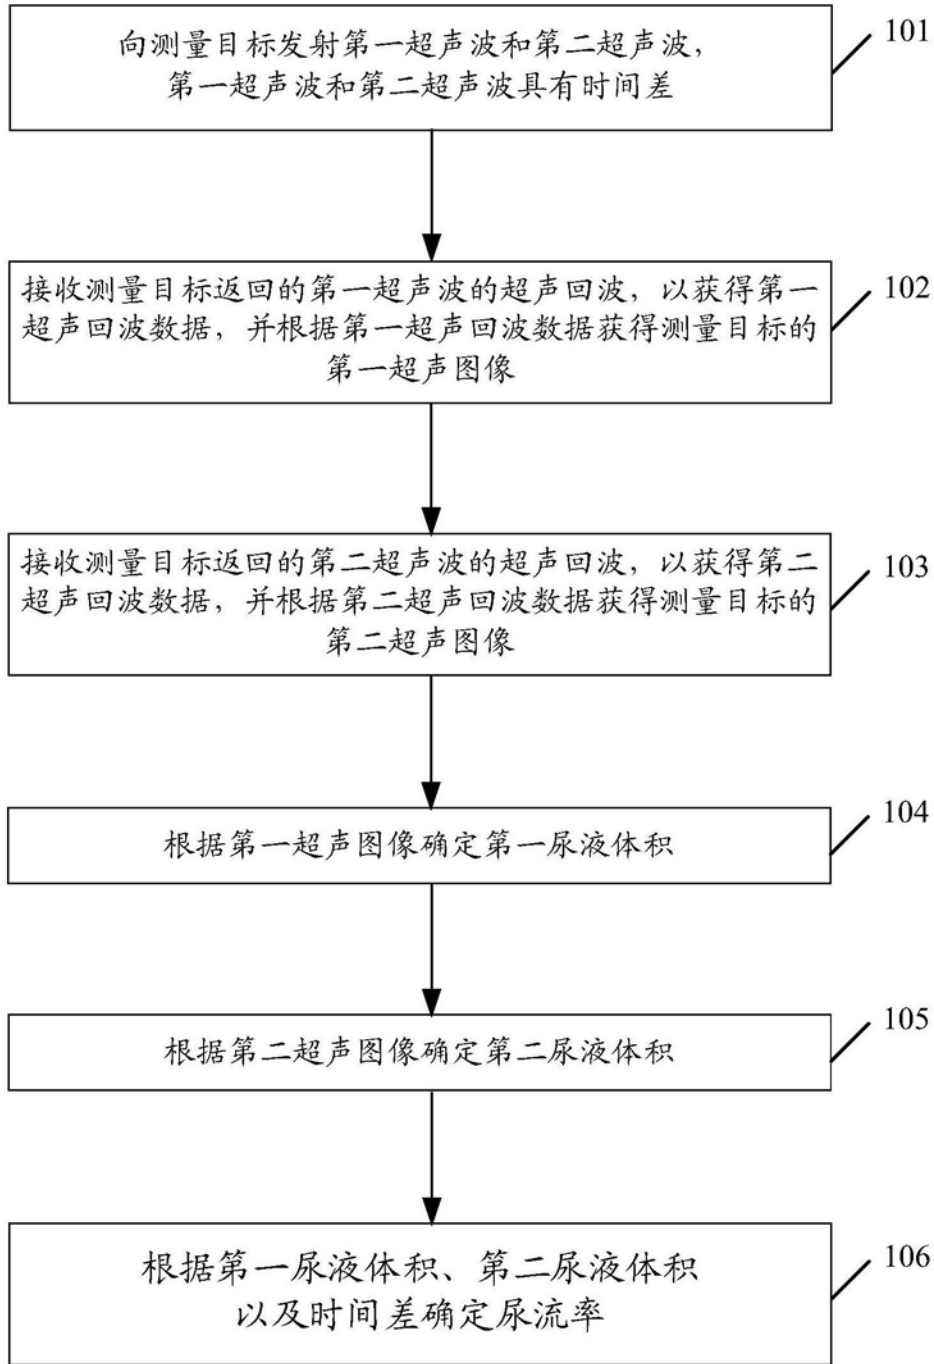 向测量目标发射第一超声波和第二超声波，
第一超声波和第二超声波具有时间差
101
接收测量目标返回的第一超声波的超声回波，以获得第一
超声回波数据，并根据第一超声回波数据获得测量目标的
第一超声图像
102
接收测量目标返回的第二超声波的超声回波，以获得第二
超声回波数据，并根据第二超声回波数据获得测量目标的
第二超声图像
103
根据第一超声图像确定第一尿液体积
104
根据第二超声图像确定第二尿液体积
105
根据第一尿液体积、第二尿液体积
以及时间差确定尿流率
106